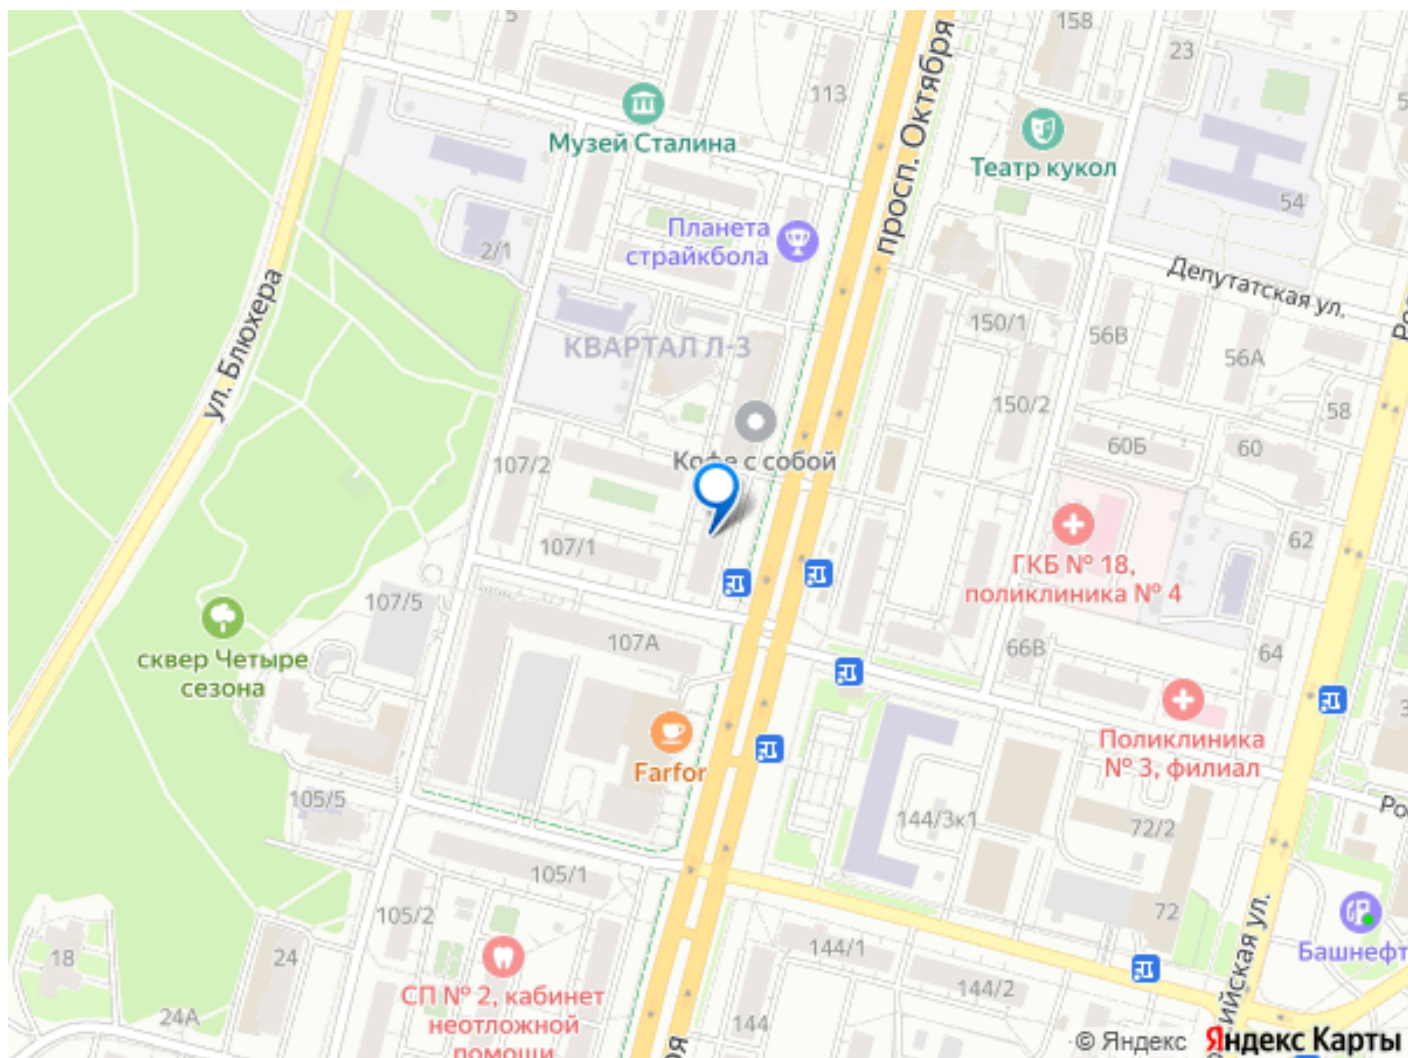 5
15В
23
113
просп. Октября
Музей Сталина
Театр кукол
54
Планета
страйкбола
2/1
Депутатская ул.
ул. Блюхера
150/1
56В
КВАРТАЛ Л-3
56А
150/2
58
60Б
60
Кофе с собой
107/2
107/1
62
ГКБ № 18,
поликлиника № 4
107/5
107А
66В
64
сквер Четыре
сезона
Поликлиника
№ 3, филиал
Farfor
105/5
144/3к1
72/2
105/1
105/2
72
144/1
Башнефт
18
24
СП № 2, кабинет
неотложной
помощи
144/2
24А
144
© Яндекс
Яндекс Карты